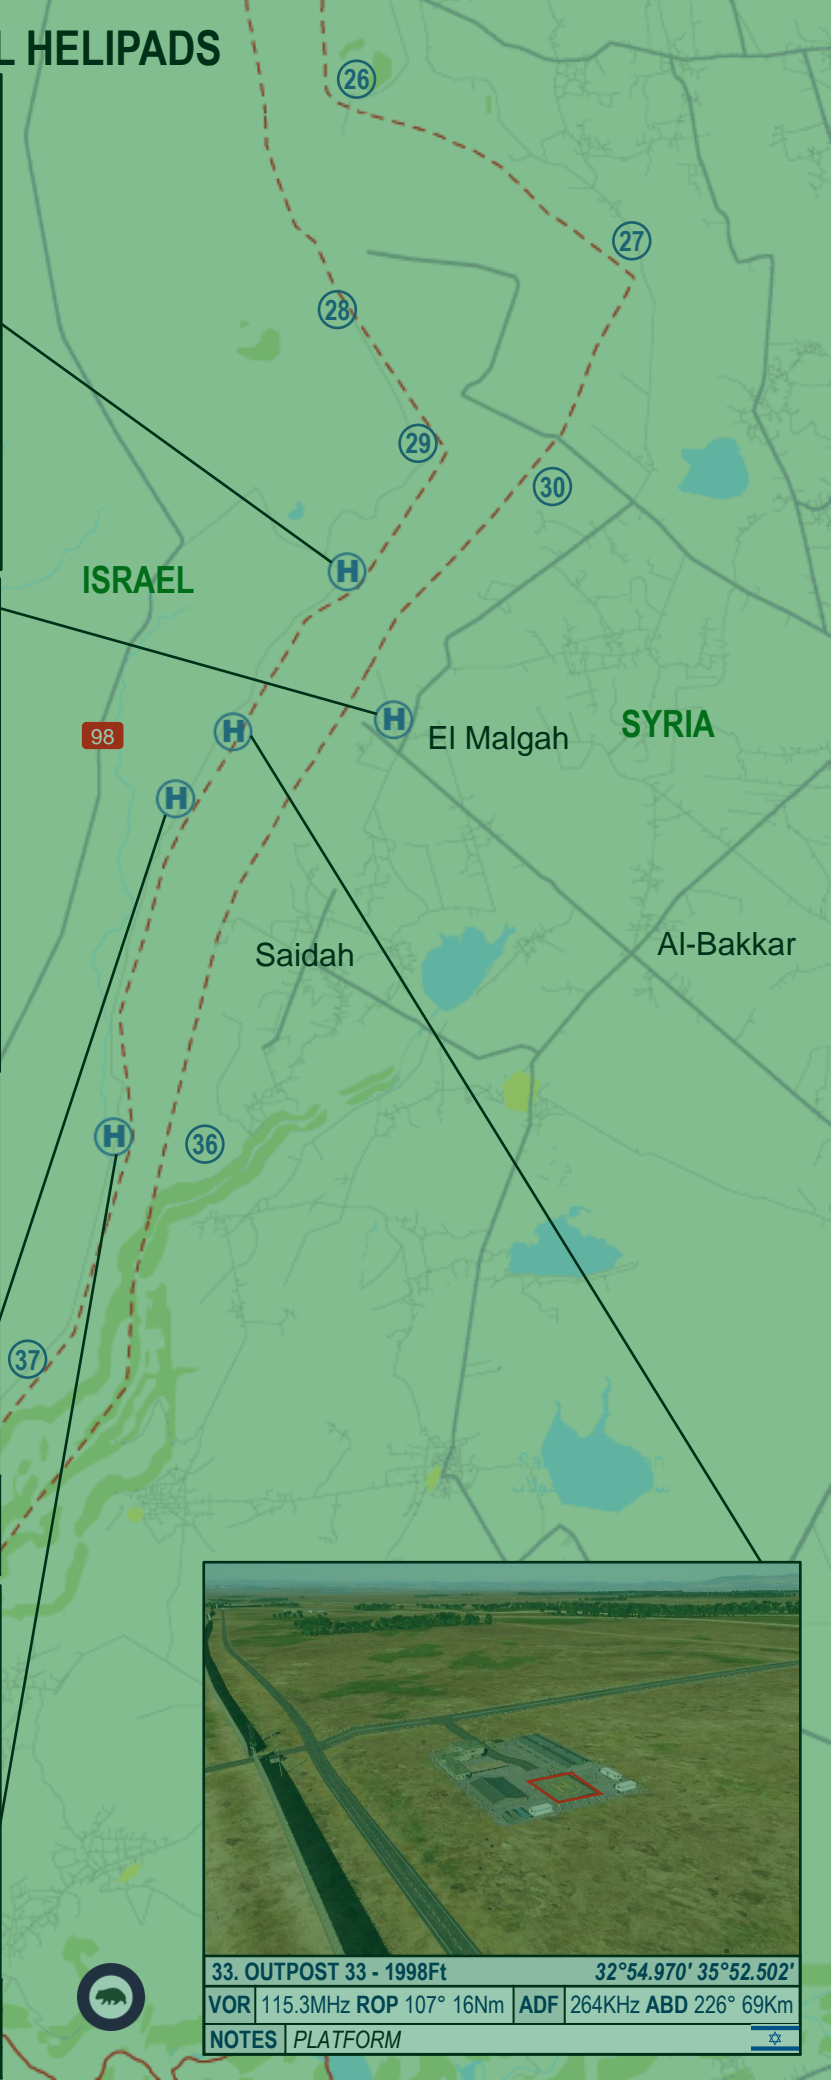 L HELIPADS
26
27
28
29
30
H
ISRAEL
H
SYRIA
H
El Malgah
98
H
Saidah
Al-Bakkar
H
36
37
33. OUTPOST 33 - 1998Ft 32°54.970' 35°52.502'
VOR 115.3MHz ROP 107° 16Nm ADF 264KHz ABD 226° 69Km
NOTES PLATFORM